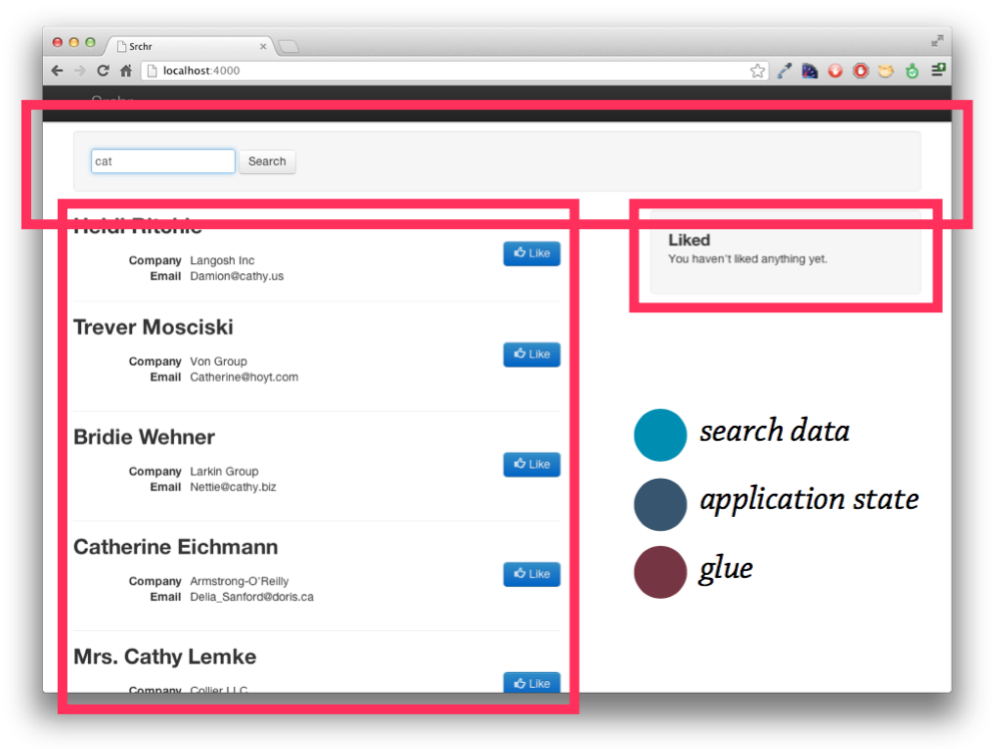 Srchr
localhost:4000
Srchr
cat Search
Heidi Ritchie
Like
Company Langosh Inc
Email Damion@cathy.us
Liked
You haven't liked anything yet.
Trever Mosciski
Like
Company Von Group
Email Catherine@hoyt.com
Bridie Wehner
Like
Company Larkin Group
Email Nettie@cathy.biz
Catherine Eichmann
Like
Company Armstrong-O'Reilly
Email Delia_Sanford@doris.ca
Mrs. Cathy Lemke
Like
Company Collier LLC
search data
application state
glue